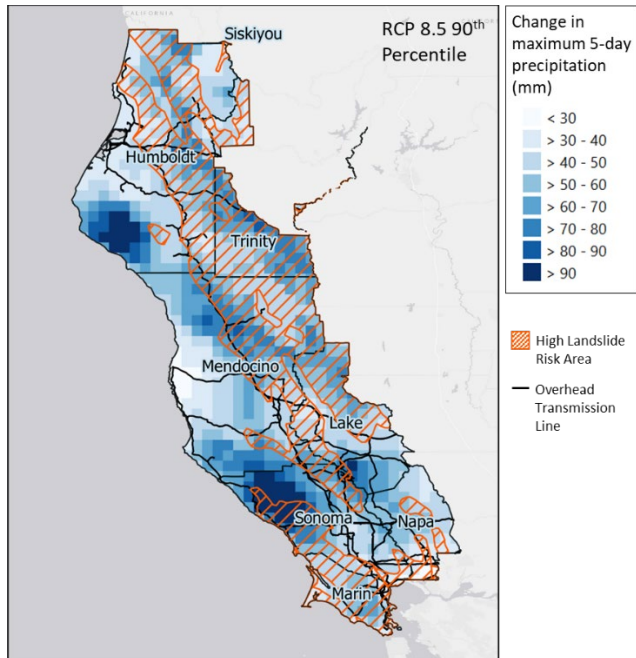 CALIFORNIA
Siskiyou
RCP 8.5 90th
Percentile
Humboldt
Trinity
Mendocino
Lake
Sonoma
Napa
Marin
Change in
maximum 5-day
precipitation
(mm)
< 30
> 30 - 40
> 40 - 50
> 50 - 60
> 60 - 70
> 70 - 80
> 80 - 90
> 90
High Landslide
Risk Area
Overhead
Transmission
Line